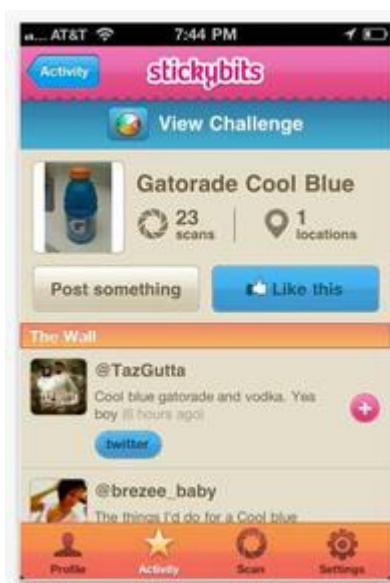 AT&T 7:44 PM
Activity stickybits
View Challenge
Gatorade Cool Blue
23 scans 1 locations
Post something Like this
The Wall
@TazGutta
Cool blue gatorade and vodka. Yea
boy (6 hours ago)
twitter
@brezee_baby
The things I'd do for a Cool blue
Profile Activity Scan Settings